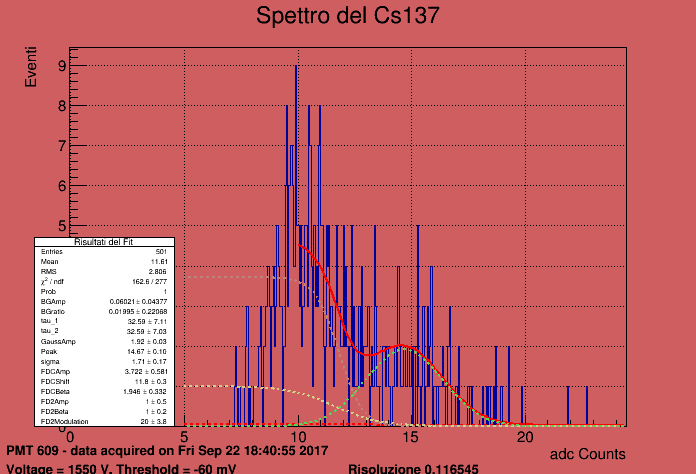 Spettro del Cs137
Eventi
9
8
7
6
5
Risultati del Fit
Entries 501
Mean 11.61
RMS 2.806
χ² / ndf 162.6 / 277
Prob 1
BGAmp 0.06021 ± 0.04377
BGratio 0.01995 ± 0.22068
tau_1 32.59 ± 7.11
tau_2 32.59 ± 7.03
GaussAmp 1.92 ± 0.03
Peak 14.67 ± 0.10
sigma 1.71 ± 0.17
FDCAmp 3.722 ± 0.581
FDCShift 11.8 ± 0.3
FDCBeta 1.946 ± 0.332
FD2Amp 1 ± 0.5
FD2Beta 1 ± 0.2
FD2Modulation 20 ± 3.8
0 5 10 15 20
adc Counts
PMT 609 - data acquired on Fri Sep 22 18:40:55 2017
Voltage = 1550 V, Threshold = -60 mV Risoluzione 0.116545